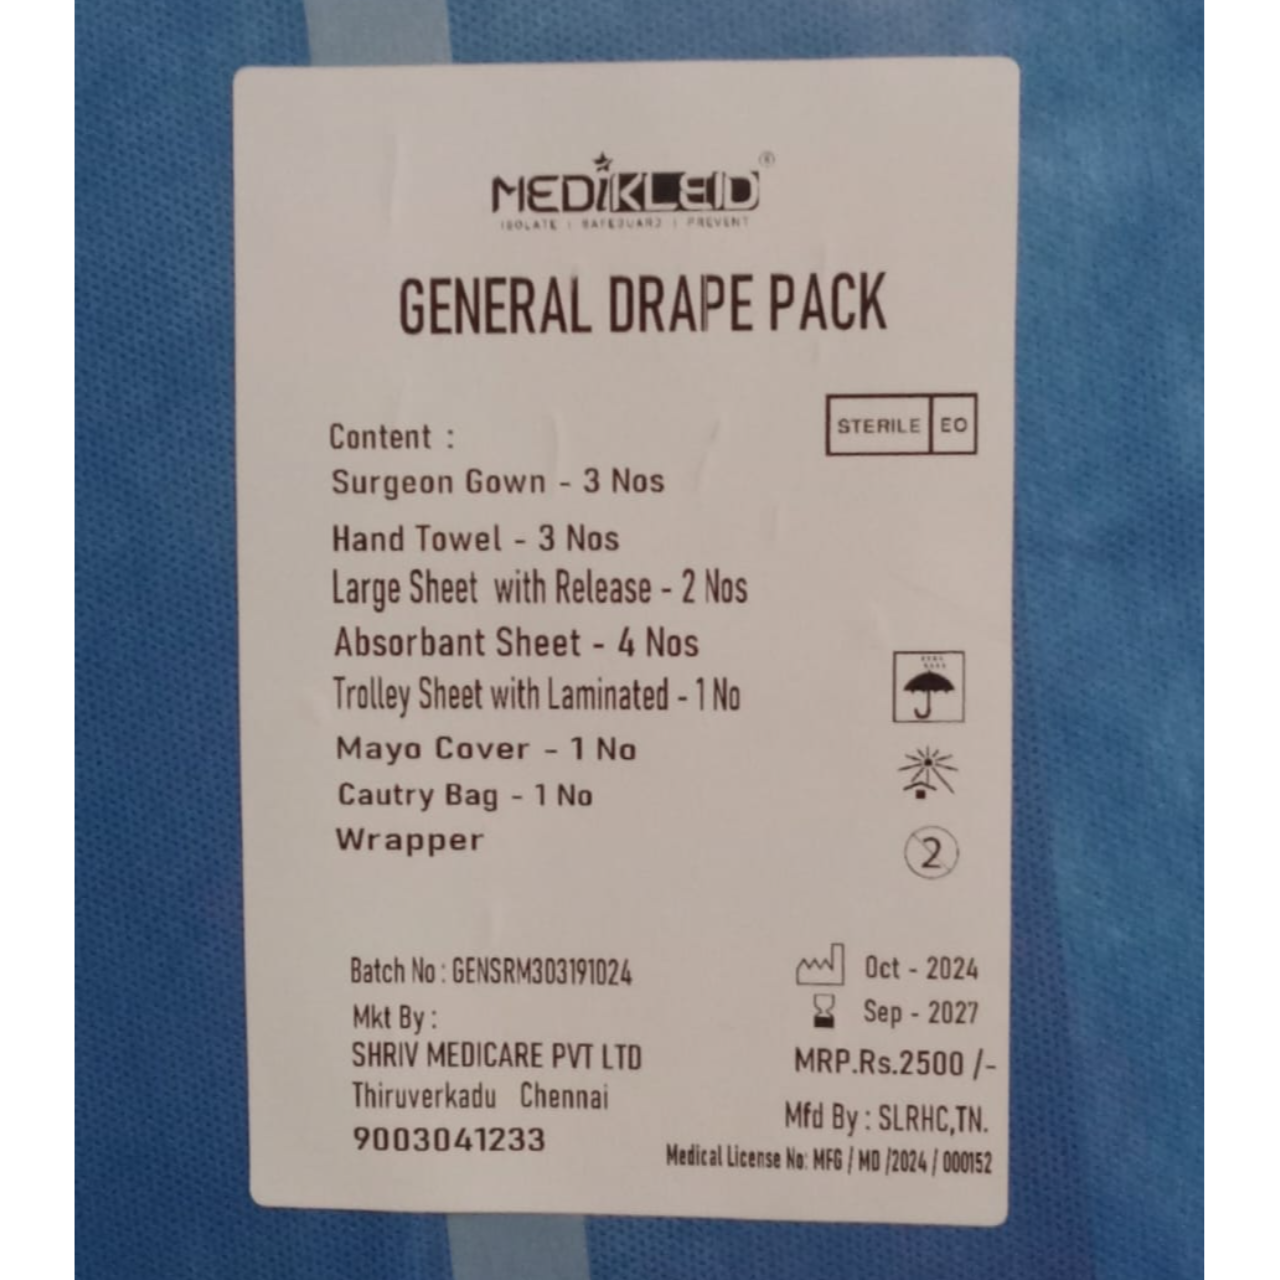 MEDiKLEID®
ISOLATE | SAFEGUARD | PREVENT
GENERAL DRAPE PACK
STERILE EO
Content :
Surgeon Gown - 3 Nos
Hand Towel - 3 Nos
Large Sheet with Release - 2 Nos
Absorbant Sheet - 4 Nos
Trolley Sheet with Laminated - 1 No
Mayo Cover - 1 No
Cautry Bag - 1 No
Wrapper
2
Batch No : GENSRM303191024
Oct - 2024
Mkt By :
Sep - 2027
SHRIV MEDICARE PVT LTD
MRP.Rs.2500 /-
Thiruverkadu Chennai
Mfd By : SLRHC,TN.
9003041233
Medical License No: MFG / MD /2024 / 000152